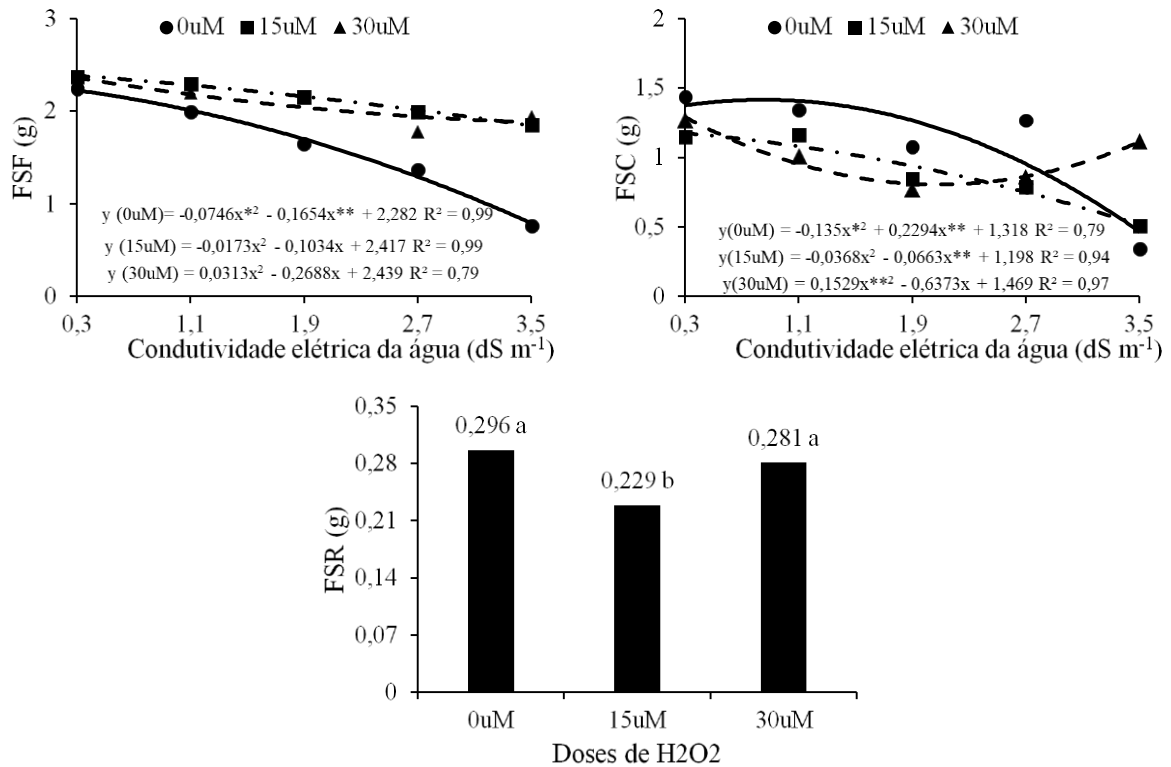 ● 0uM ■ 15uM ▲ 30uM
3
2
1
0
FSF (g)
y (0uM)= -0,0746x*² - 0,1654x** + 2,282 R² = 0,99
y (15uM) = -0,0173x² - 0,1034x + 2,417 R² = 0,99
y (30uM) = 0,0313x² - 0,2688x + 2,439 R² = 0,79
0,3 1,1 1,9 2,7 3,5
Condutividade elétrica da água (dS m⁻¹)
● 0uM ■ 15uM ▲ 30uM
2
1,5
1
0,5
0
FSC (g)
y(0uM) = -0,135x*² + 0,2294x** + 1,318 R² = 0,79
y(15uM) = -0,0368x² - 0,0663x** + 1,198 R² = 0,94
y(30uM) = 0,1529x**² - 0,6373x + 1,469 R² = 0,97
0,3 1,1 1,9 2,7 3,5
Condutividade elétrica da água (dS m⁻¹)
0,35
0,28
0,21
0,14
0,07
0
FSR (g)
0,296 a
0,229 b
0,281 a
0uM 15uM 30uM
Doses de H2O2